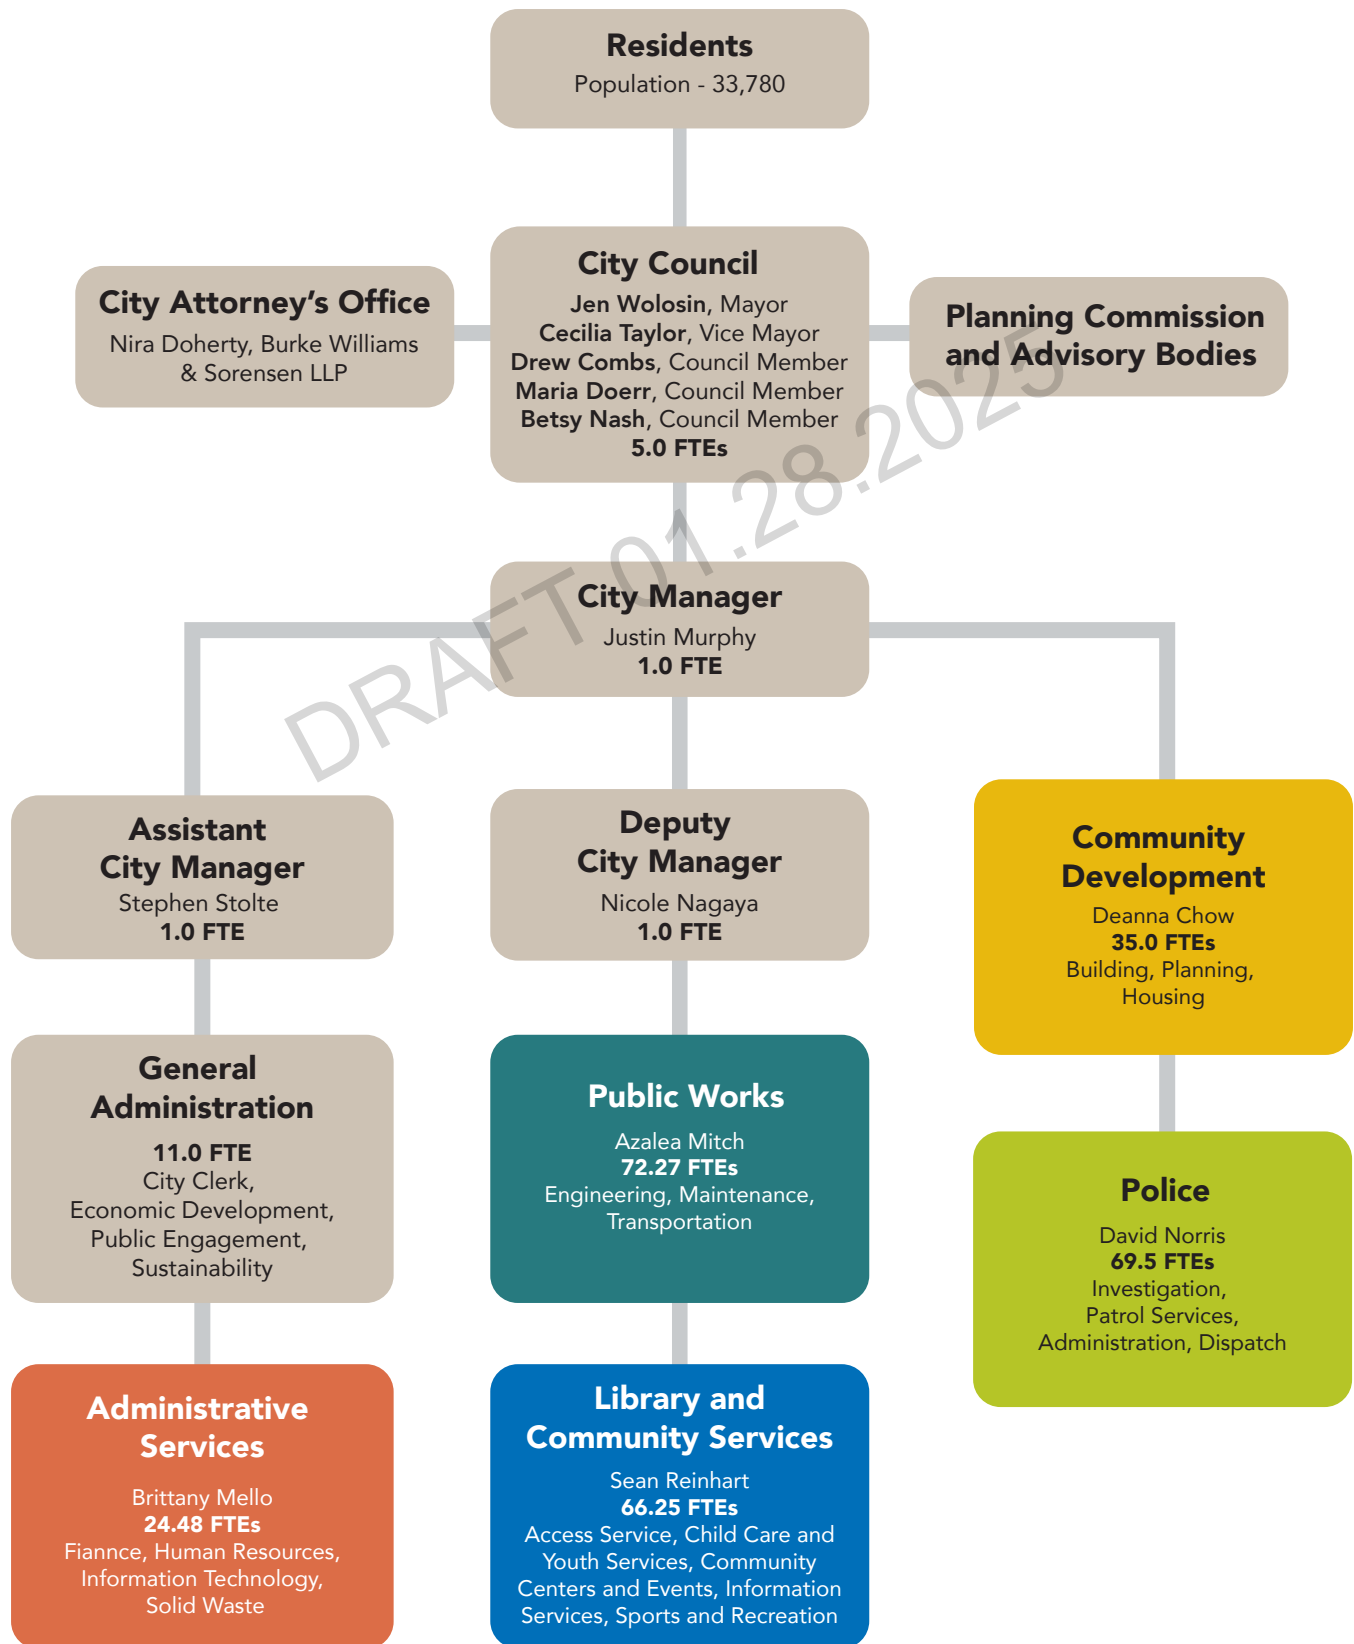 Residents
Population - 33,780
City Attorney's Office
Nira Doherty, Burke Williams
& Sorensen LLP
City Council
Jen Wolosin, Mayor
Cecilia Taylor, Vice Mayor
Drew Combs, Council Member
Maria Doerr, Council Member
Betsy Nash, Council Member
5.0 FTEs
Planning Commission
and Advisory Bodies
DRAFT 01.28.2025
City Manager
Justin Murphy
1.0 FTE
Assistant
City Manager
Stephen Stolte
1.0 FTE
General
Administration
11.0 FTE
City Clerk,
Economic Development,
Public Engagement,
Sustainability
Administrative
Services
Brittany Mello
24.48 FTEs
Fiannce, Human Resources,
Information Technology,
Solid Waste
Deputy
City Manager
Nicole Nagaya
1.0 FTE
Public Works
Azalea Mitch
72.27 FTEs
Engineering, Maintenance,
Transportation
Library and
Community Services
Sean Reinhart
66.25 FTEs
Access Service, Child Care and
Youth Services, Community
Centers and Events, Information
Services, Sports and Recreation
Community
Development
Deanna Chow
35.0 FTEs
Building, Planning,
Housing
Police
David Norris
69.5 FTEs
Investigation,
Patrol Services,
Administration, Dispatch